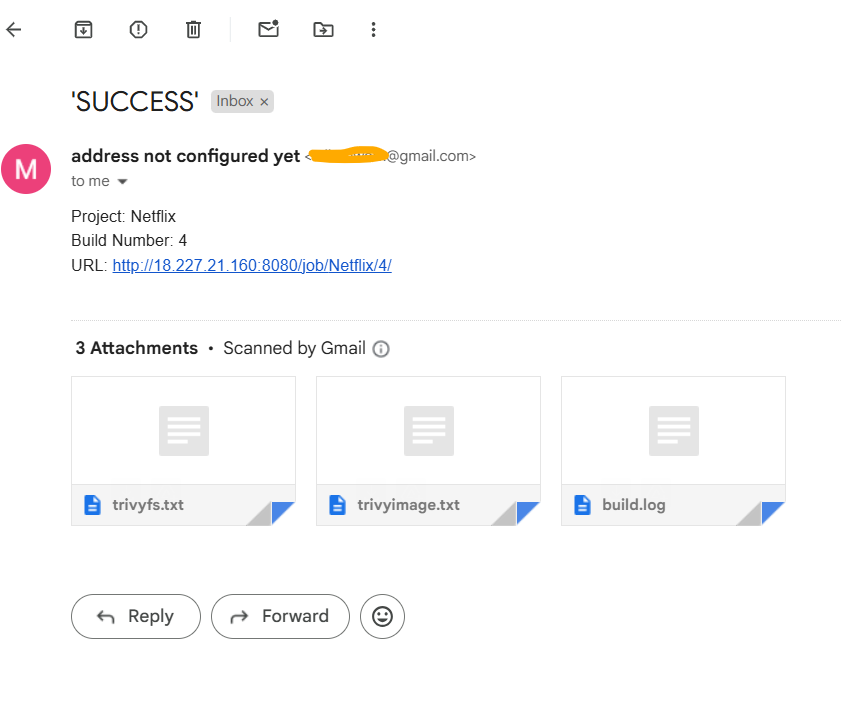 'SUCCESS' Inbox ×
M
address not configured yet < @gmail.com>
to me
Project: Netflix
Build Number: 4
URL: http://18.227.21.160:8080/job/Netflix/4/
3 Attachments • Scanned by Gmail
trivyfs.txt
trivyimage.txt
build.log
Reply
Forward